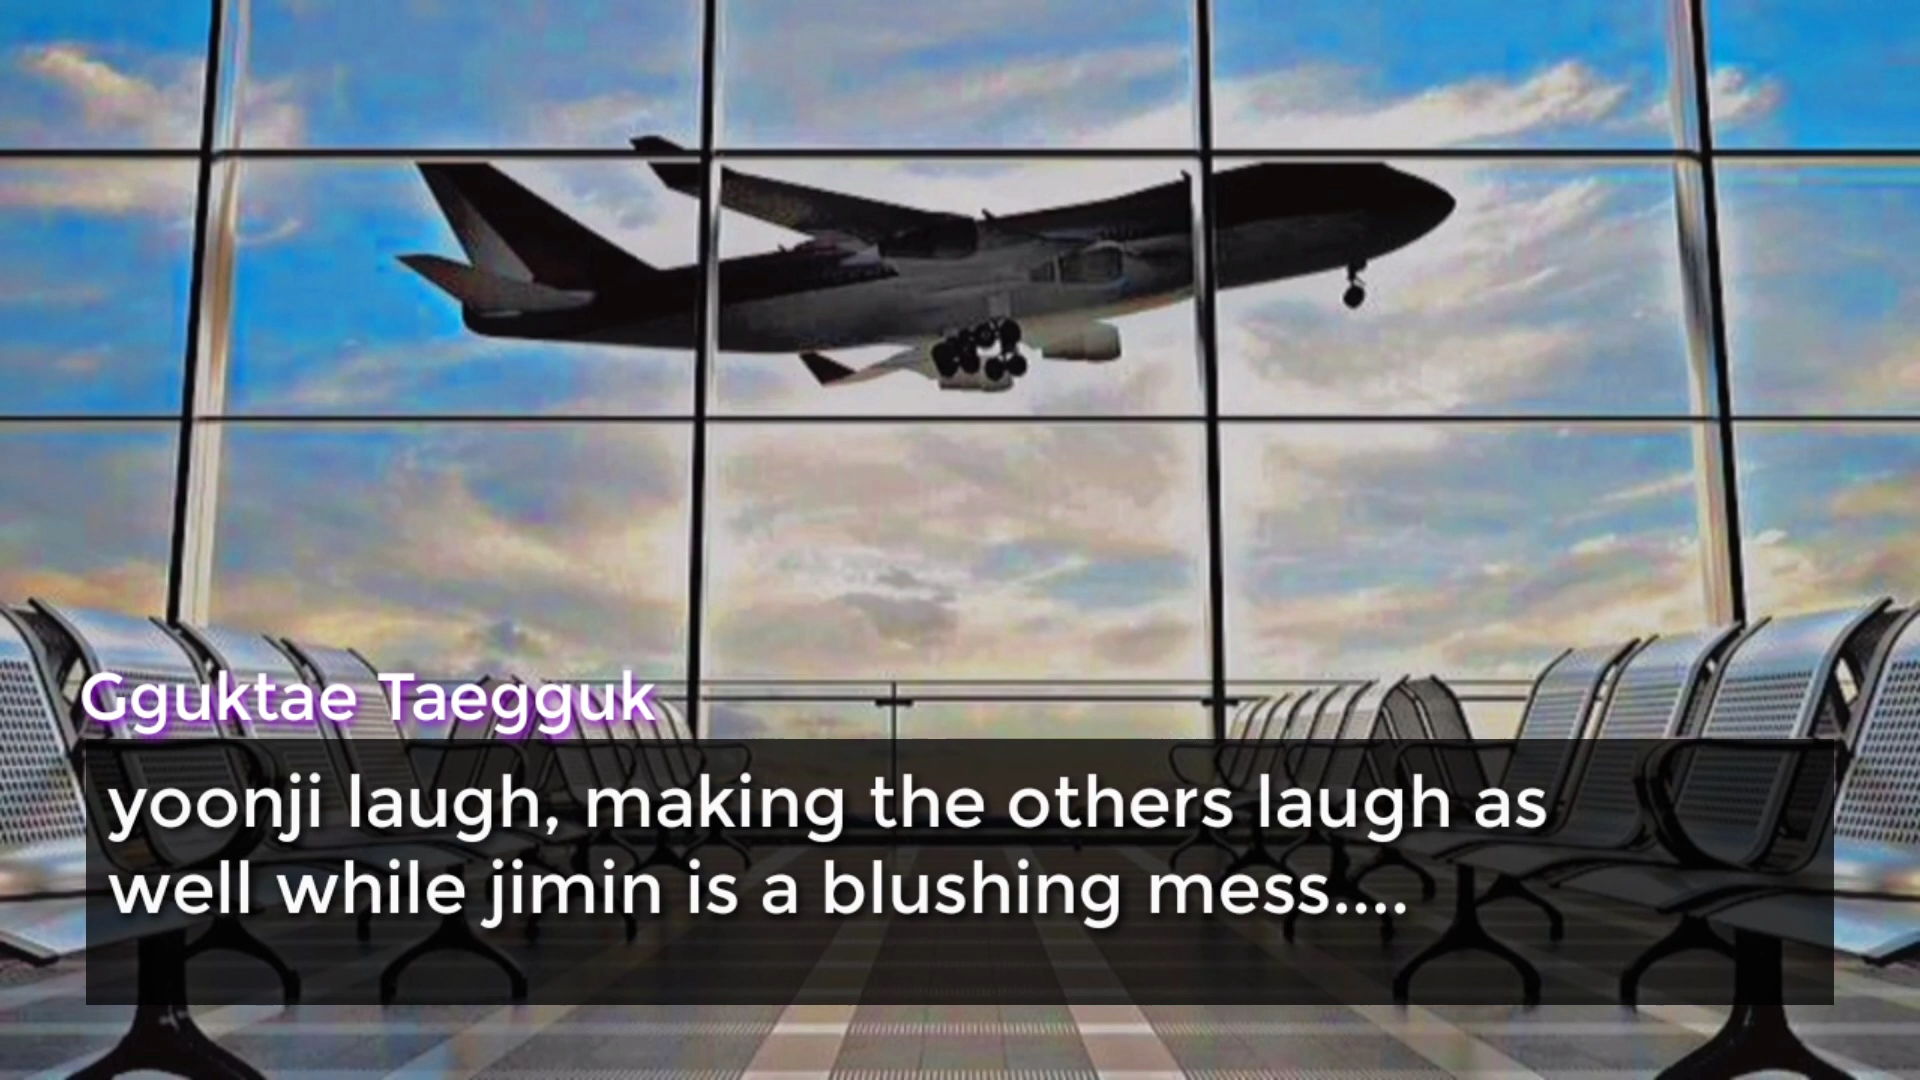 Gguktae Taegguk
yoonji laugh, making the others laugh as
well while jimin is a blushing mess....